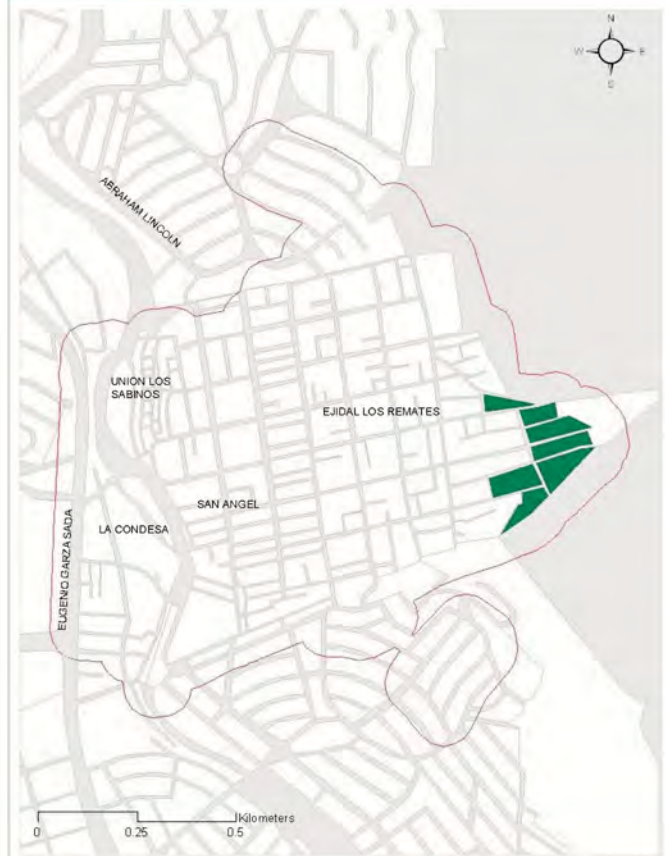 N
W E
S
ABRAHAM LINCOLN
UNION LOS
SABINOS
EJIDAL LOS REMATES
SAN ANGEL
LA CONDESA
EUGENIO GARZA SADA
Kilometers
0 0.25 0.5